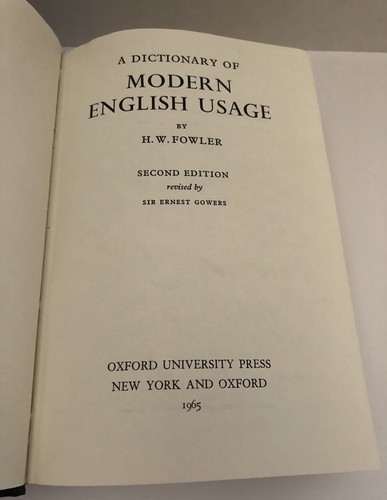 A DICTIONARY OF
MODERN
ENGLISH USAGE
BY
H. W. FOWLER
SECOND EDITION
revised by
SIR ERNEST GOWERS
OXFORD UNIVERSITY PRESS
NEW YORK AND OXFORD
1965